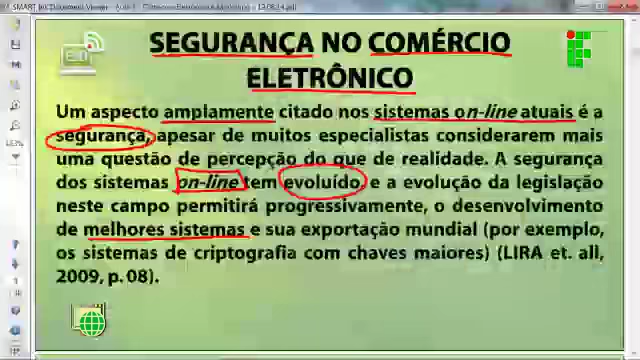 SEGURANÇA NO COMÉRCIO
ELETRÔNICO
Um aspecto amplamente citado nos sistemas on-line atuais é a
segurança, apesar de muitos especialistas considerarem mais
uma questão de percepção do que de realidade. A segurança
dos sistemas on-line tem evoluído e a evolução da legislação
neste campo permitirá progressivamente, o desenvolvimento
de melhores sistemas e sua exportação mundial (por exemplo,
os sistemas de criptografia com chaves maiores) (LIRA et. all,
2009, p. 08).